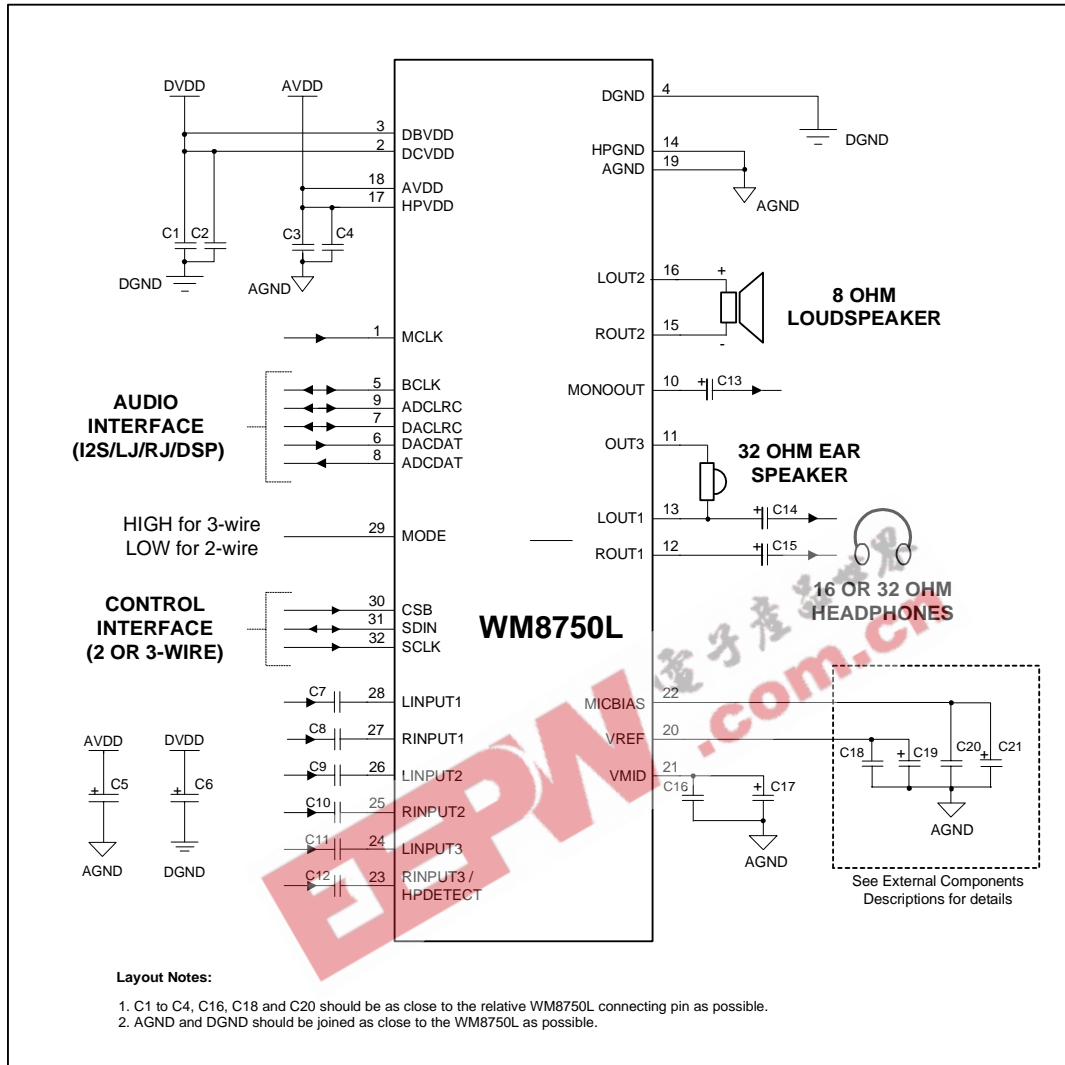 DVDD
AVDD
3 DBVDD
2 DCVDD
18 AVDD
17 HPVDD
C1
C2
C3
C4
DGND
AGND
1 MCLK
AUDIO
INTERFACE
(I2S/LJ/RJ/DSP)
5 BCLK
9 ADCLRC
7 DACLRC
6 DACDAT
8 ADCDAT
HIGH for 3-wire
LOW for 2-wire
29 MODE
CONTROL
INTERFACE
(2 OR 3-WIRE)
30 CSB
31 SDIN
32 SCLK
WM8750L
C7 28 LINPUT1
C8 27 RINPUT1
C9 26 LINPUT2
C10 25 RINPUT2
C11 24 LINPUT3
C12 23 RINPUT3 /
HPDETECT
AVDD
+ C5
AGND
DVDD
+ C6
DGND
DGND 4
DGND
HPGND 14
AGND 19
AGND
LOUT2 16
+
ROUT2 15
-
8 OHM
LOUDSPEAKER
MONOOUT 10 + C13
OUT3 11
32 OHM EAR
SPEAKER
LOUT1 13 + C14
ROUT1 12 + C15
16 OR 32 OHM
HEADPHONES
MICBIAS 22
VREF 20
VMID 21
C16
+ C17
AGND
C18
+ C19
C20
+ C21
AGND
See External Components
Descriptions for details
EEPW
電子產品世界
.com.cn
Layout Notes:
1. C1 to C4, C16, C18 and C20 should be as close to the relative WM8750L connecting pin as possible.
2. AGND and DGND should be joined as close to the WM8750L as possible.